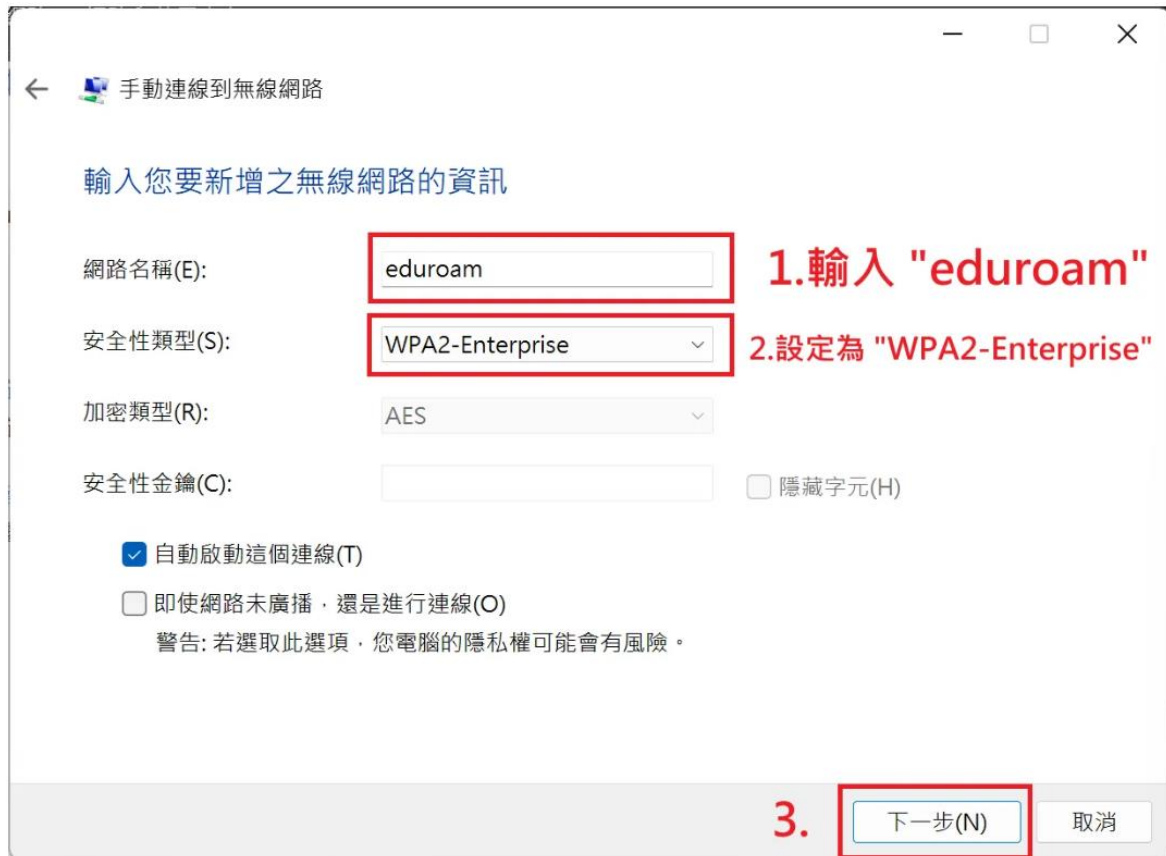 手動連線到無線網路
輸入您要新增之無線網路的資訊
網路名稱(E): eduroam 1.輸入 "eduroam"
安全性類型(S): WPA2-Enterprise 2.設定為 "WPA2-Enterprise"
加密類型(R): AES
安全性金鑰(C): 隱藏字元(H)
自動啟動這個連線(T)
即使網路未廣播，還是進行連線(O)
警告: 若選取此選項，您電腦的隱私權可能會有風險。
3. 下一步(N) 取消